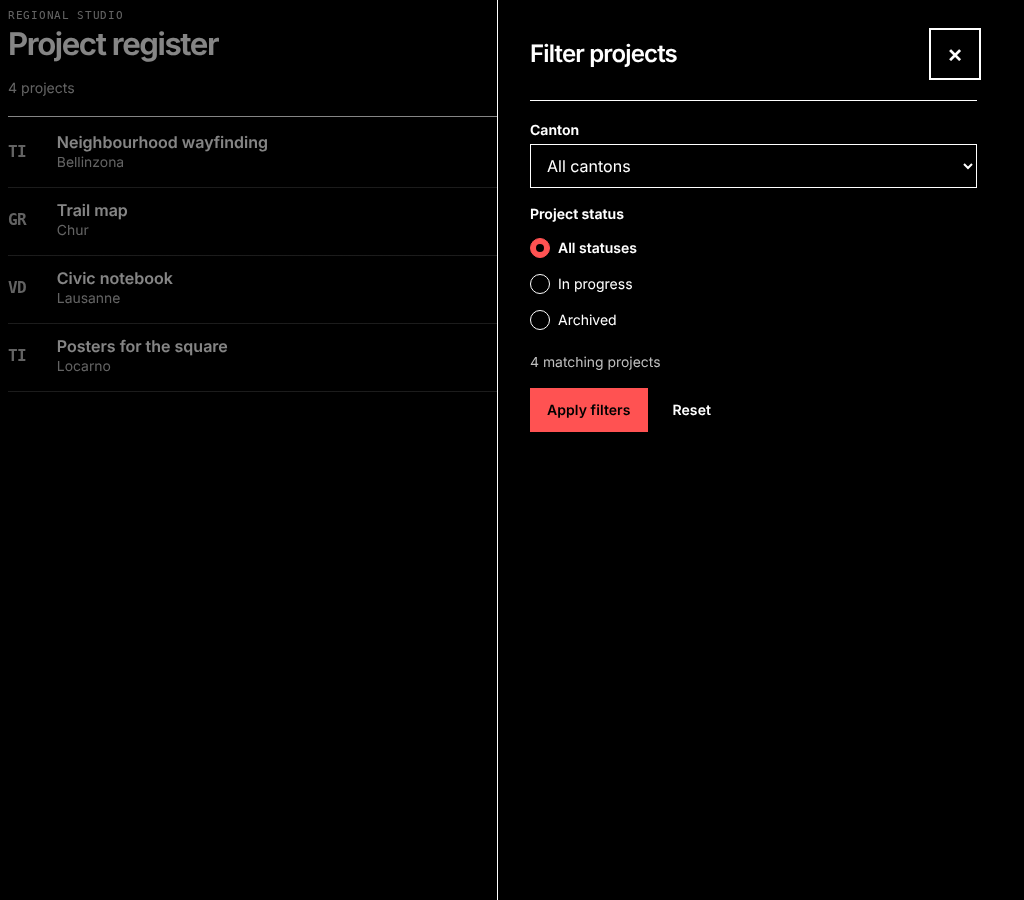 REGIONAL STUDIO
Project register
4 projects
TI
Neighbourhood wayfinding
Bellinzona
GR
Trail map
Chur
VD
Civic notebook
Lausanne
TI
Posters for the square
Locarno
Filter projects
×
Canton
All cantons
Project status
All statuses
In progress
Archived
4 matching projects
Apply filters
Reset